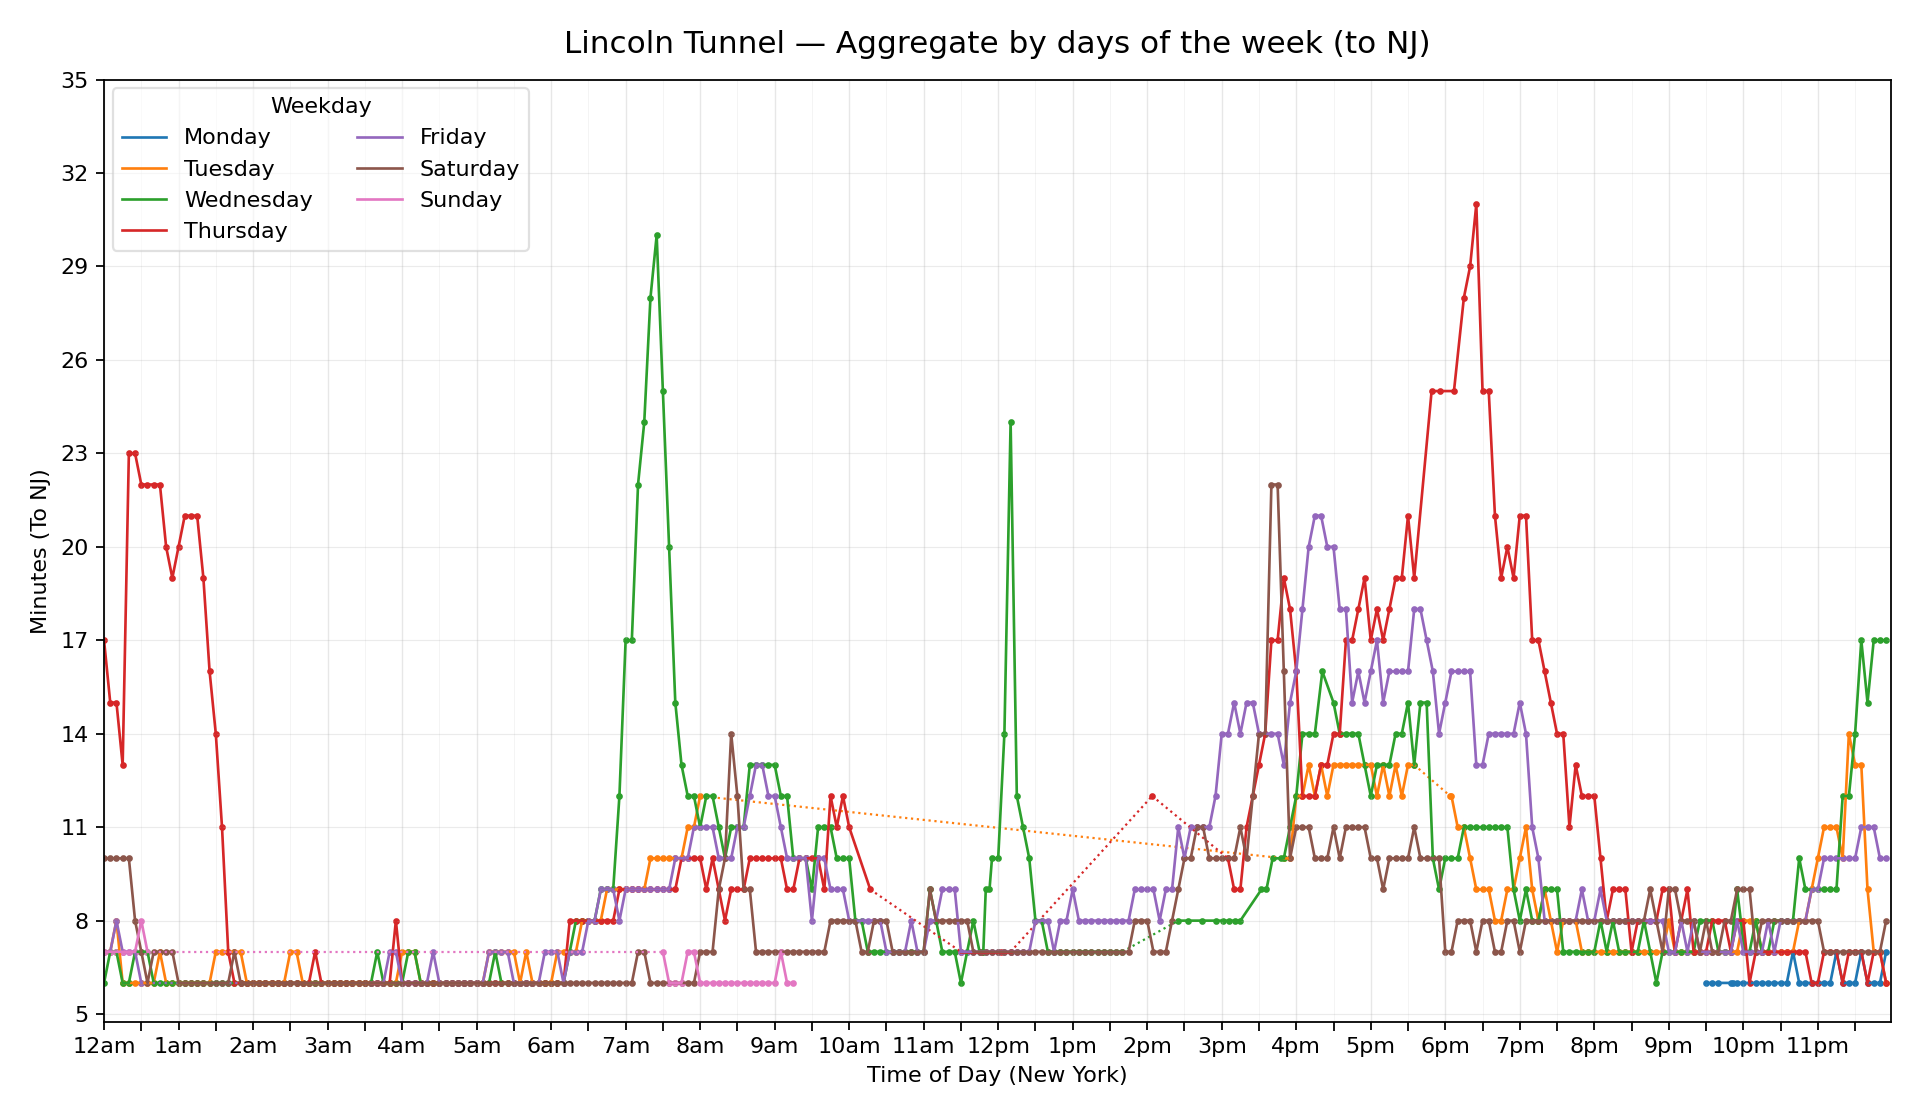 Lincoln Tunnel — Aggregate by days of the week (to NJ)
Weekday
Monday
Tuesday
Wednesday
Thursday
Friday
Saturday
Sunday
35
32
29
26
23
20
17
14
11
8
5
Minutes (To NJ)
12am 1am 2am 3am 4am 5am 6am 7am 8am 9am 10am 11am 12pm 1pm 2pm 3pm 4pm 5pm 6pm 7pm 8pm 9pm 10pm 11pm
Time of Day (New York)